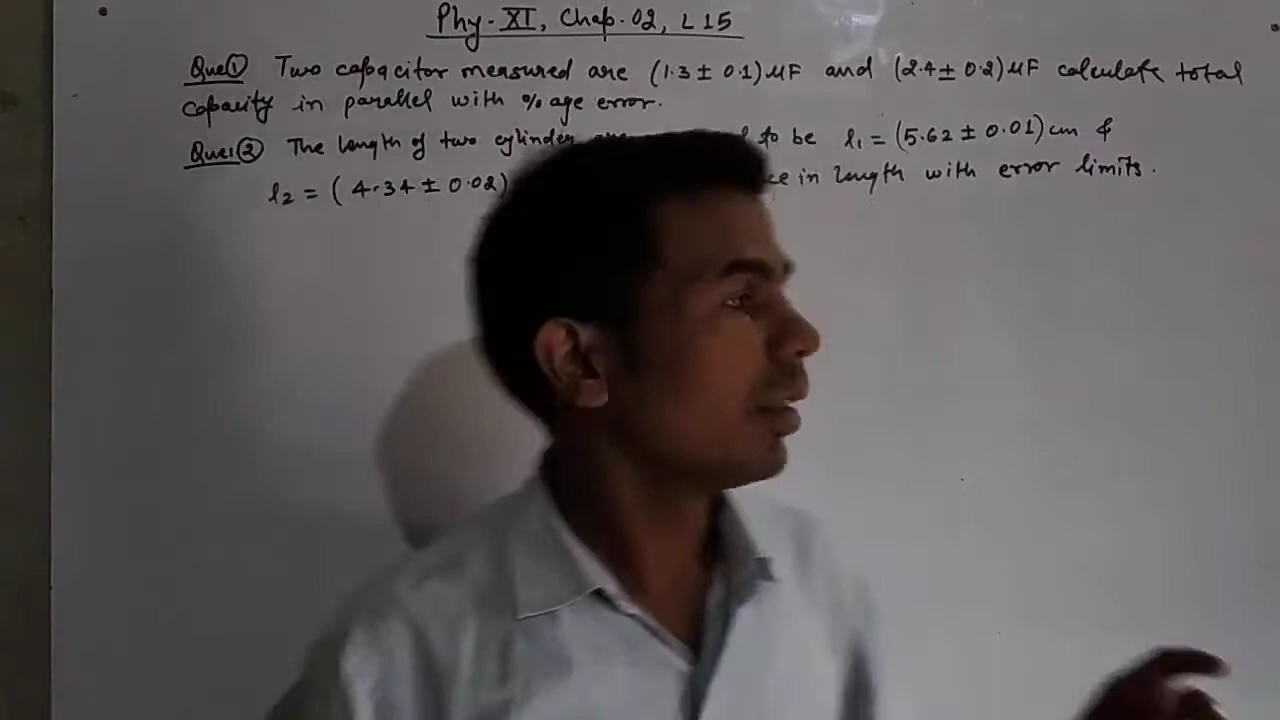 Phy-XI, Chap.02, L 15
Que① Two capacitor measured are (1.3 ± 0.1) μF and (2.4 ± 0.2) μF calculate total
capacity in parallel with % age error.
Que:② The length of two cylinder to be l₁ = (5.62 ± 0.01) cm &
l₂ = (4.34 ± 0.02) in length with error limits.